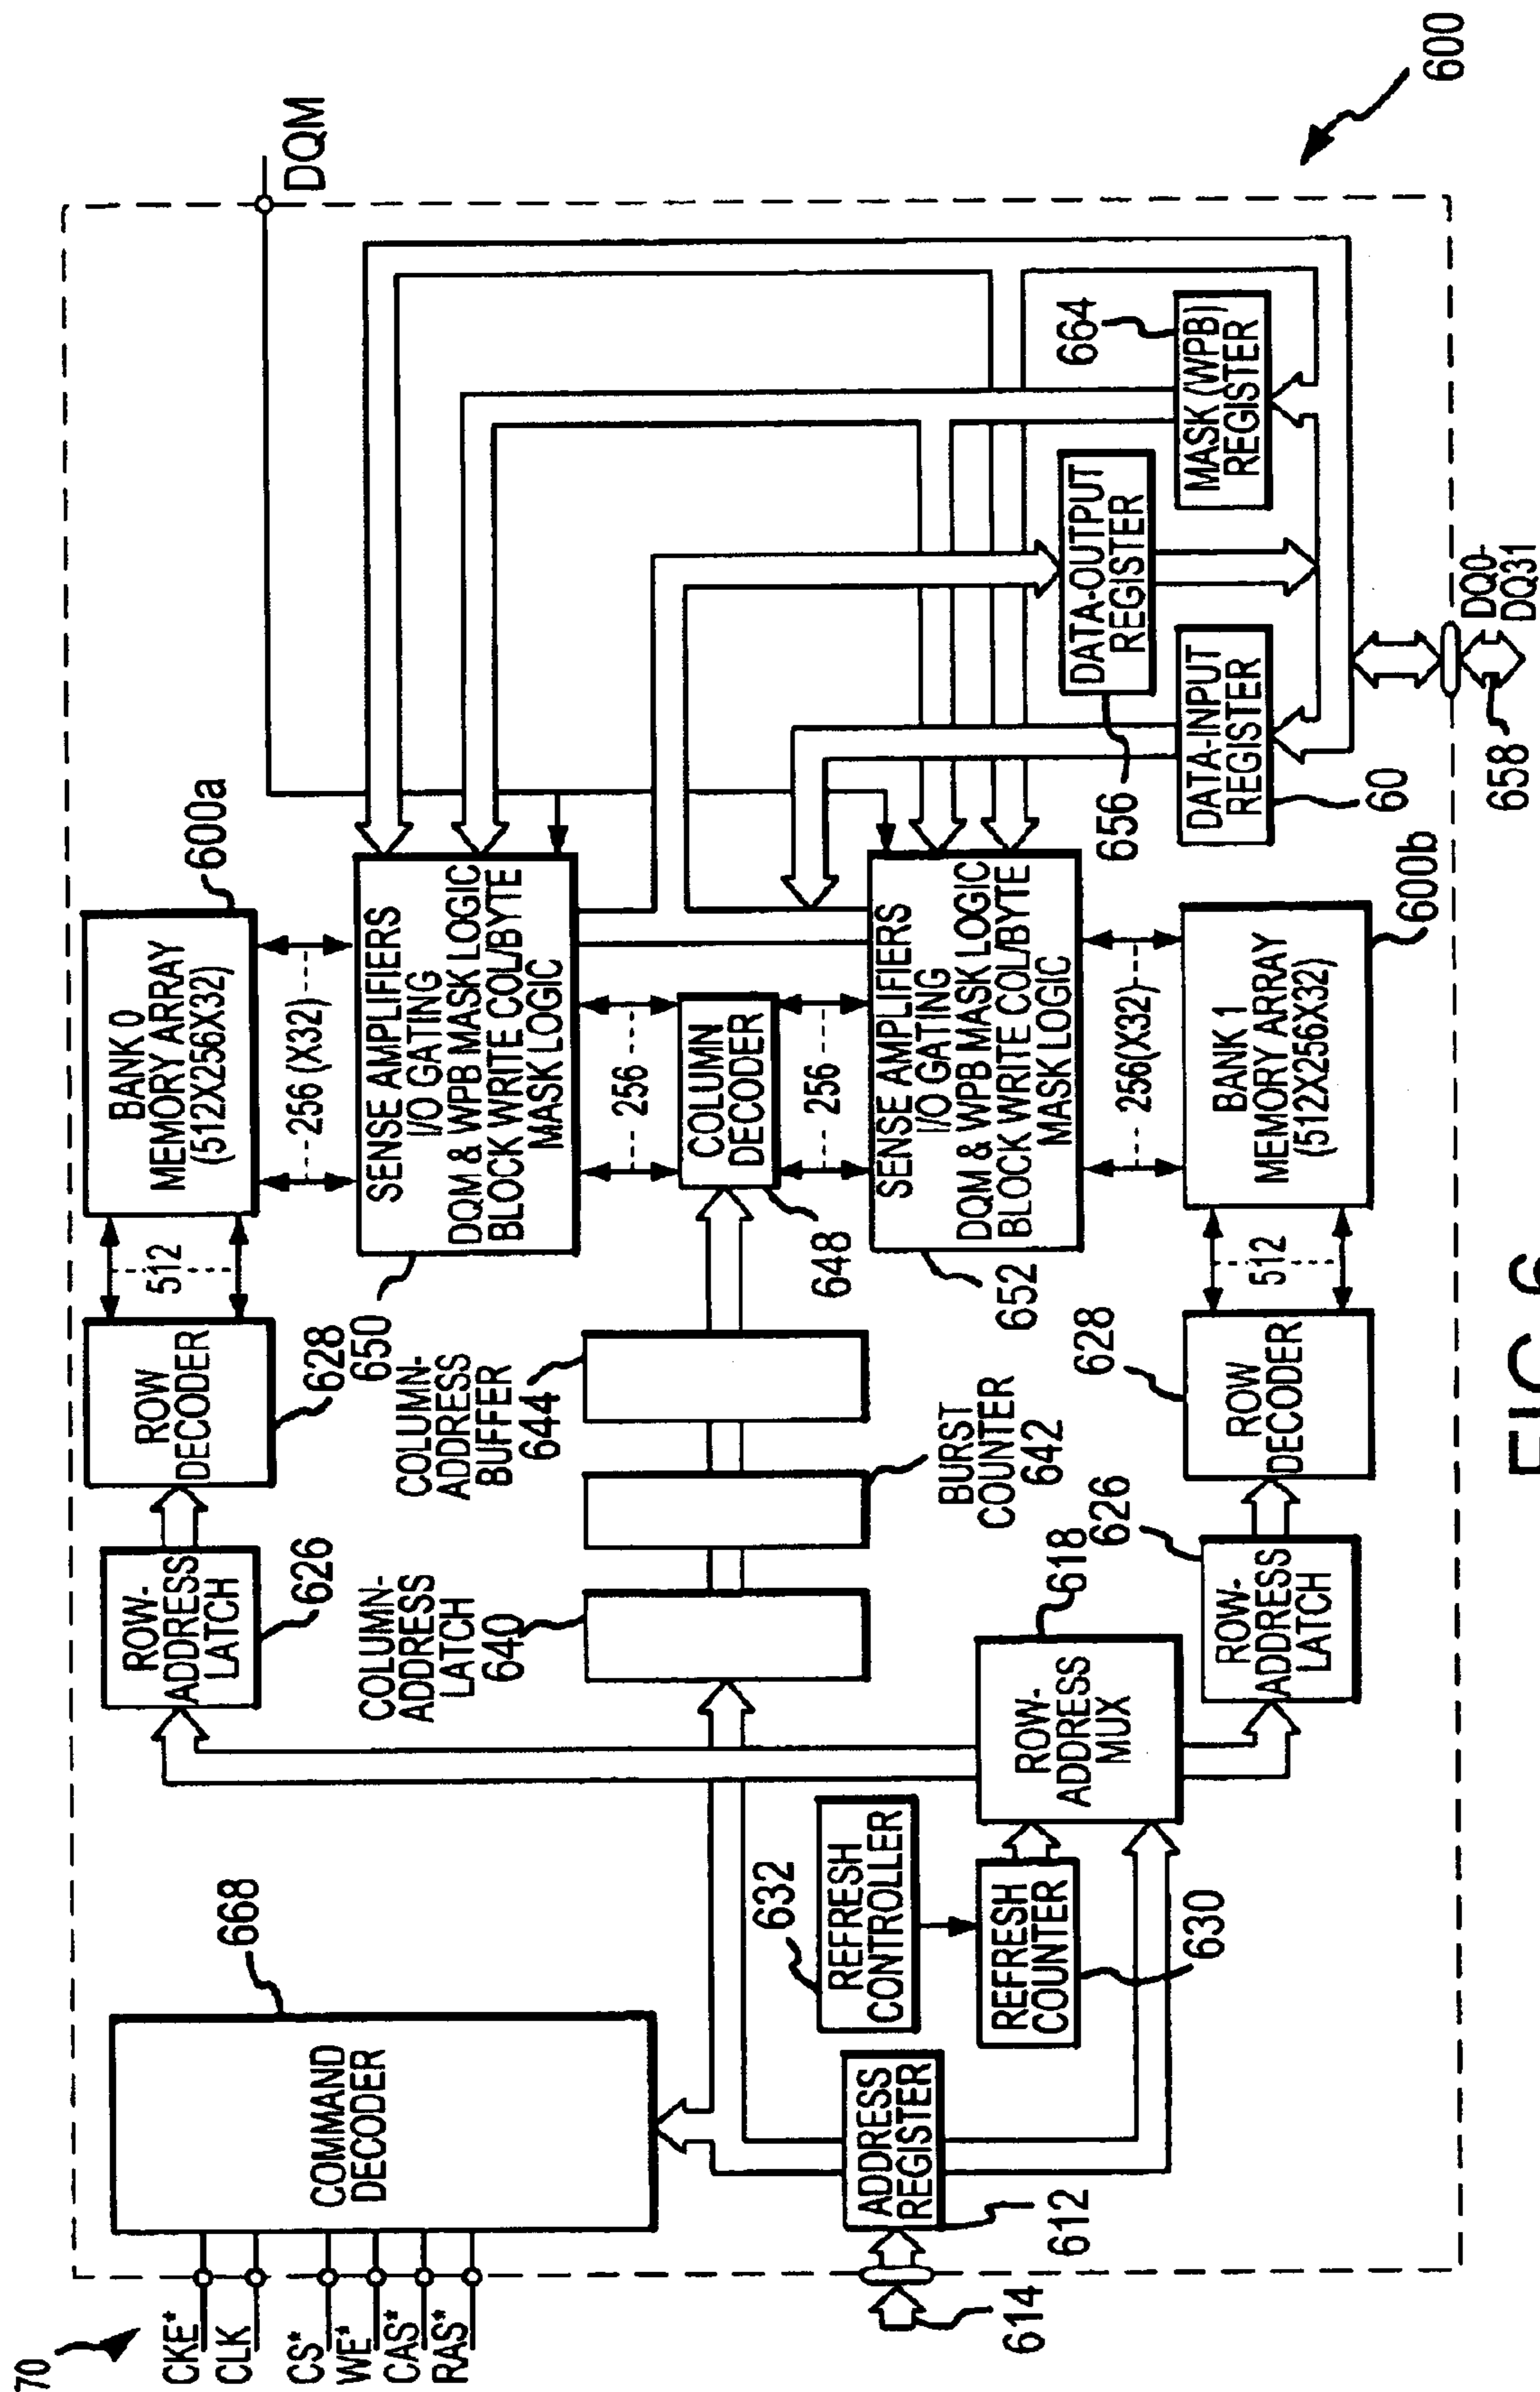 70
CKE*
CLK
CS*
WE*
CAS*
RAS*
COMMAND
DECODER
668
614
ADDRESS
REGISTER
612
REFRESH
CONTROLLER
632
REFRESH
COUNTER
630
ROW-
ADDRESS
MUX
618
ROW-
ADDRESS
LATCH
626
ROW
DECODER
628
512
BANK 0
MEMORY ARRAY
(512X256X32)
600a
256 (X32)
SENSE AMPLIFIERS
I/O GATING
DQM & WPB MASK LOGIC
BLOCK WRITE COL/BYTE
MASK LOGIC
650
256
COLUMN-
ADDRESS
LATCH
640
BURST
COUNTER
642
COLUMN-
ADDRESS
BUFFER
644
COLUMN
DECODER
648
256
SENSE AMPLIFIERS
I/O GATING
DQM & WPB MASK LOGIC
BLOCK WRITE COL/BYTE
MASK LOGIC
652
256(X32)
ROW-
ADDRESS
LATCH
626
ROW
DECODER
628
512
BANK 1
MEMORY ARRAY
(512X256X32)
600b
DATA-INPUT
REGISTER
60
DATA-OUTPUT
REGISTER
656
MASK (WPB)
REGISTER
664
DQM
DQ0-
DQ31
658
600